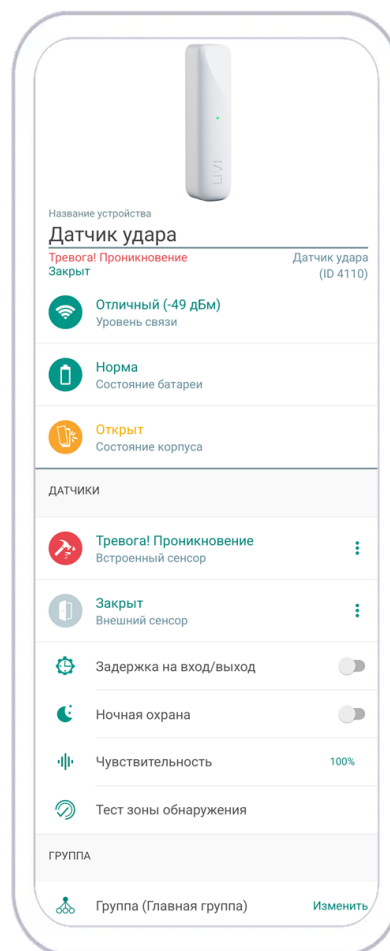 LIVI
Название устройства
Датчик удара
Тревога! Проникновение
Закрыт
Датчик удара
(ID 4110)
Отличный (-49 дБм)
Уровень связи
Норма
Состояние батареи
Открыт
Состояние корпуса
ДАТЧИКИ
Тревога! Проникновение
Встроенный сенсор
Закрыт
Внешний сенсор
Задержка на вход/выход
Ночная охрана
Чувствительность 100%
Тест зоны обнаружения
ГРУППА
Группа (Главная группа) Изменить